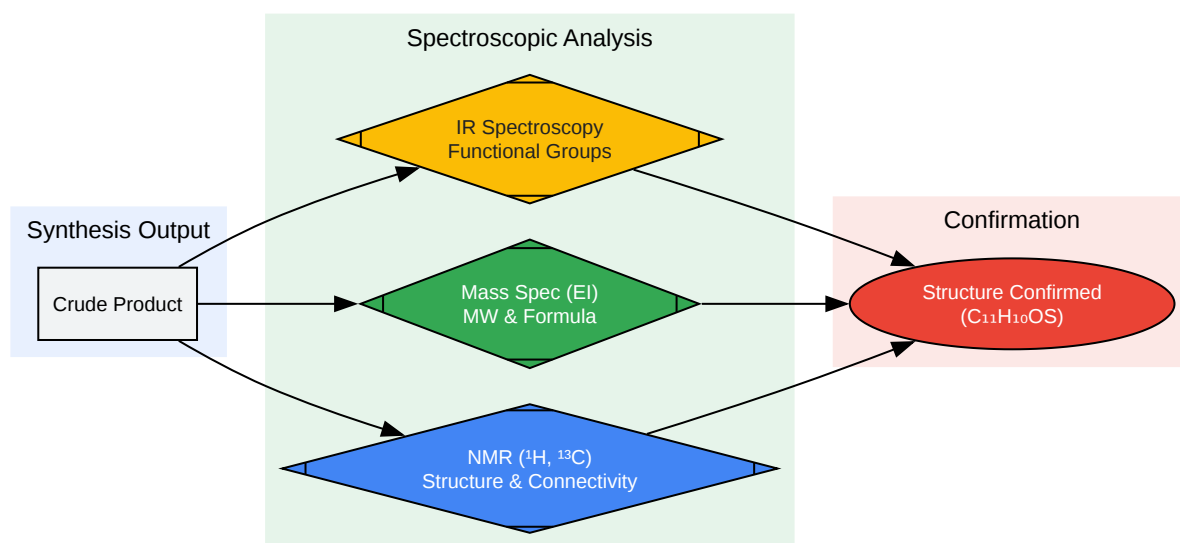 Spectroscopic Analysis
IR Spectroscopy
Functional Groups
Synthesis Output
Crude Product
Mass Spec (EI)
MW & Formula
NMR (¹H, ¹³C)
Structure & Connectivity
Confirmation
Structure Confirmed
(C₁₁H₁₀OS)